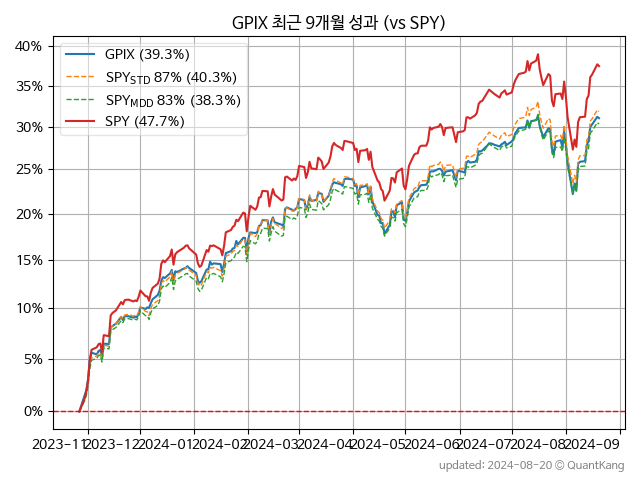 GPIX 최근 9개월 성과 (vs SPY)
40%
35%
30%
25%
20%
15%
10%
5%
0%
GPIX (39.3%)
SPYSTD 87% (40.3%)
SPYMDD 83% (38.3%)
SPY (47.7%)
2023-11 2023-12 2024-01 2024-02 2024-03 2024-04 2024-05 2024-06 2024-07 2024-08 2024-09
updated: 2024-08-20 © QuantKang